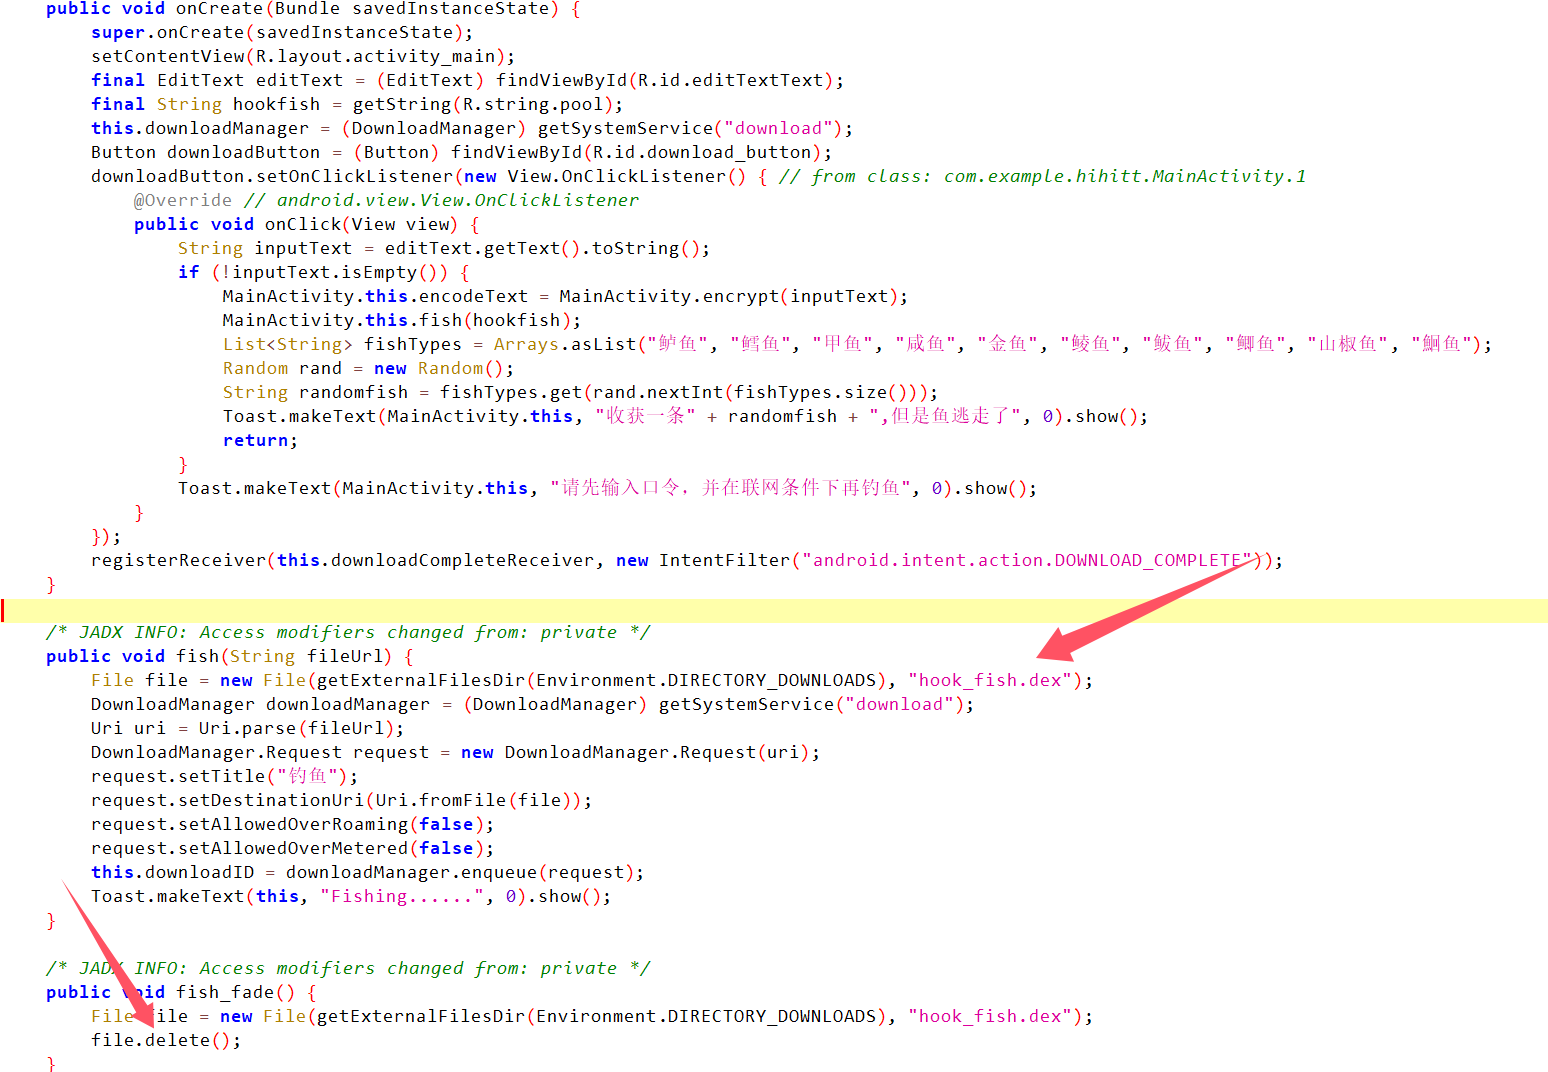 public void onCreate(Bundle savedInstanceState) {
super.onCreate(savedInstanceState);
setContentView(R.layout.activity_main);
final EditText editText = (EditText) findViewById(R.id.editTextText);
final String hookfish = getString(R.string.pool);
this.downloadManager = (DownloadManager) getSystemService("download");
Button downloadButton = (Button) findViewById(R.id.download_button);
downloadButton.setOnClickListener(new View.OnClickListener() { // from class: com.example.hihitt.MainActivity.1
@Override // android.view.View.OnClickListener
public void onClick(View view) {
String inputText = editText.getText().toString();
if (!inputText.isEmpty()) {
MainActivity.this.encodeText = MainActivity.encrypt(inputText);
MainActivity.this.fish(hookfish);
List<String> fishTypes = Arrays.asList("鲈鱼", "鳕鱼", "甲鱼", "咸鱼", "金鱼", "鲮鱼", "鲅鱼", "鲫鱼", "山椒鱼", "鮰鱼");
Random rand = new Random();
String randomfish = fishTypes.get(rand.nextInt(fishTypes.size()));
Toast.makeText(MainActivity.this, "收获一条" + randomfish + ",但是鱼逃走了", 0).show();
return;
}
Toast.makeText(MainActivity.this, "请先输入口令，并在联网条件下再钓鱼", 0).show();
}
});
registerReceiver(this.downloadCompleteReceiver, new IntentFilter("android.intent.action.DOWNLOAD_COMPLETE"));
}
/* JADX INFO: Access modifiers changed from: private */
public void fish(String fileUrl) {
File file = new File(getExternalFilesDir(Environment.DIRECTORY_DOWNLOADS), "hook_fish.dex");
DownloadManager downloadManager = (DownloadManager) getSystemService("download");
Uri uri = Uri.parse(fileUrl);
DownloadManager.Request request = new DownloadManager.Request(uri);
request.setTitle("钓鱼");
request.setDestinationUri(Uri.fromFile(file));
request.setAllowedOverRoaming(false);
request.setAllowedOverMetered(false);
this.downloadID = downloadManager.enqueue(request);
Toast.makeText(this, "Fishing......", 0).show();
}
/* JADX INFO: Access modifiers changed from: private */
public void fish_fade() {
File file = new File(getExternalFilesDir(Environment.DIRECTORY_DOWNLOADS), "hook_fish.dex");
file.delete();
}